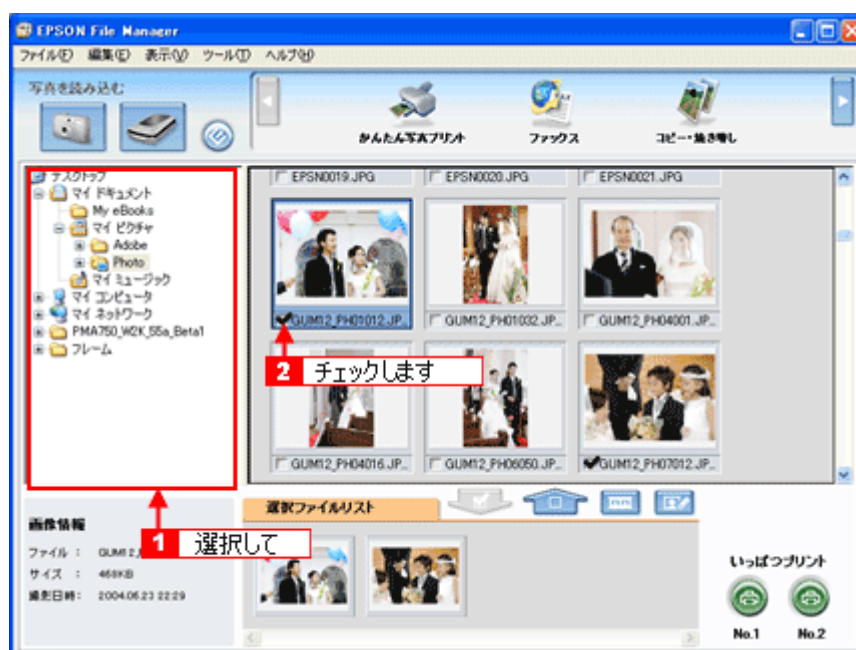 EPSON File Manager
ファイル(F) 編集(E) 表示(V) ツール(T) ヘルプ(H)
写真を読み込む
かんたん写真プリント
ファックス
コピー・焼き増し
デスクトップ
マイ ドキュメント
My eBooks
マイ ピクチャ
Adobe
Photo
マイ ミュージック
マイ コンピュータ
マイ ネットワーク
PMA750_W2K_S5a_Beta1
フレーム
EPSN0019.JPG
EPSN0020.JPG
EPSN0021.JPG
GUM12_PH01012.JP...
GUM12_PH01032.JP...
GUM12_PH04001.JP...
2 チェックします
GUM12_PH04016.JP...
GUM12_PH06050.JP...
GUM12_PH07012.JP...
1 選択して
選択ファイルリスト
画像情報
ファイル : GUM12
サイズ : 468KB
撮影日時: 2004.06.23 22:29
いっぱつプリント
No.1 No.2